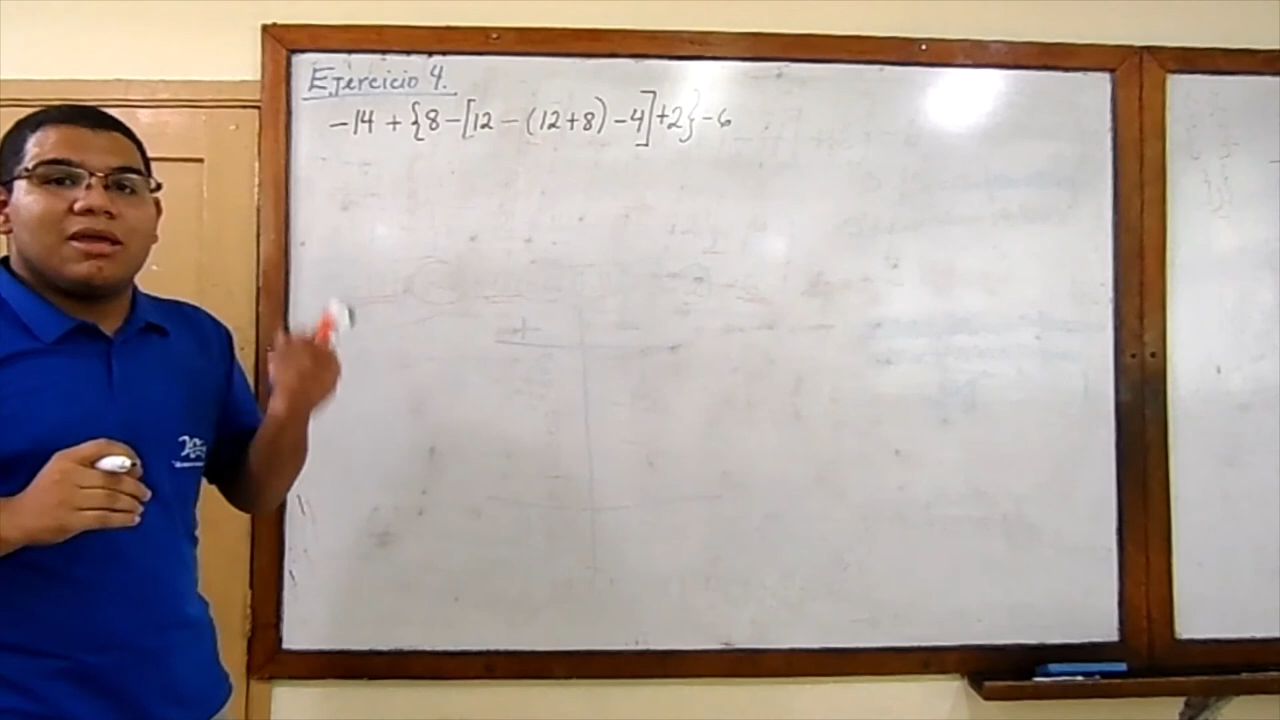 Ejercicio 4.
-14 + {8 - [12 - (12+8) - 4] + 2} - 6